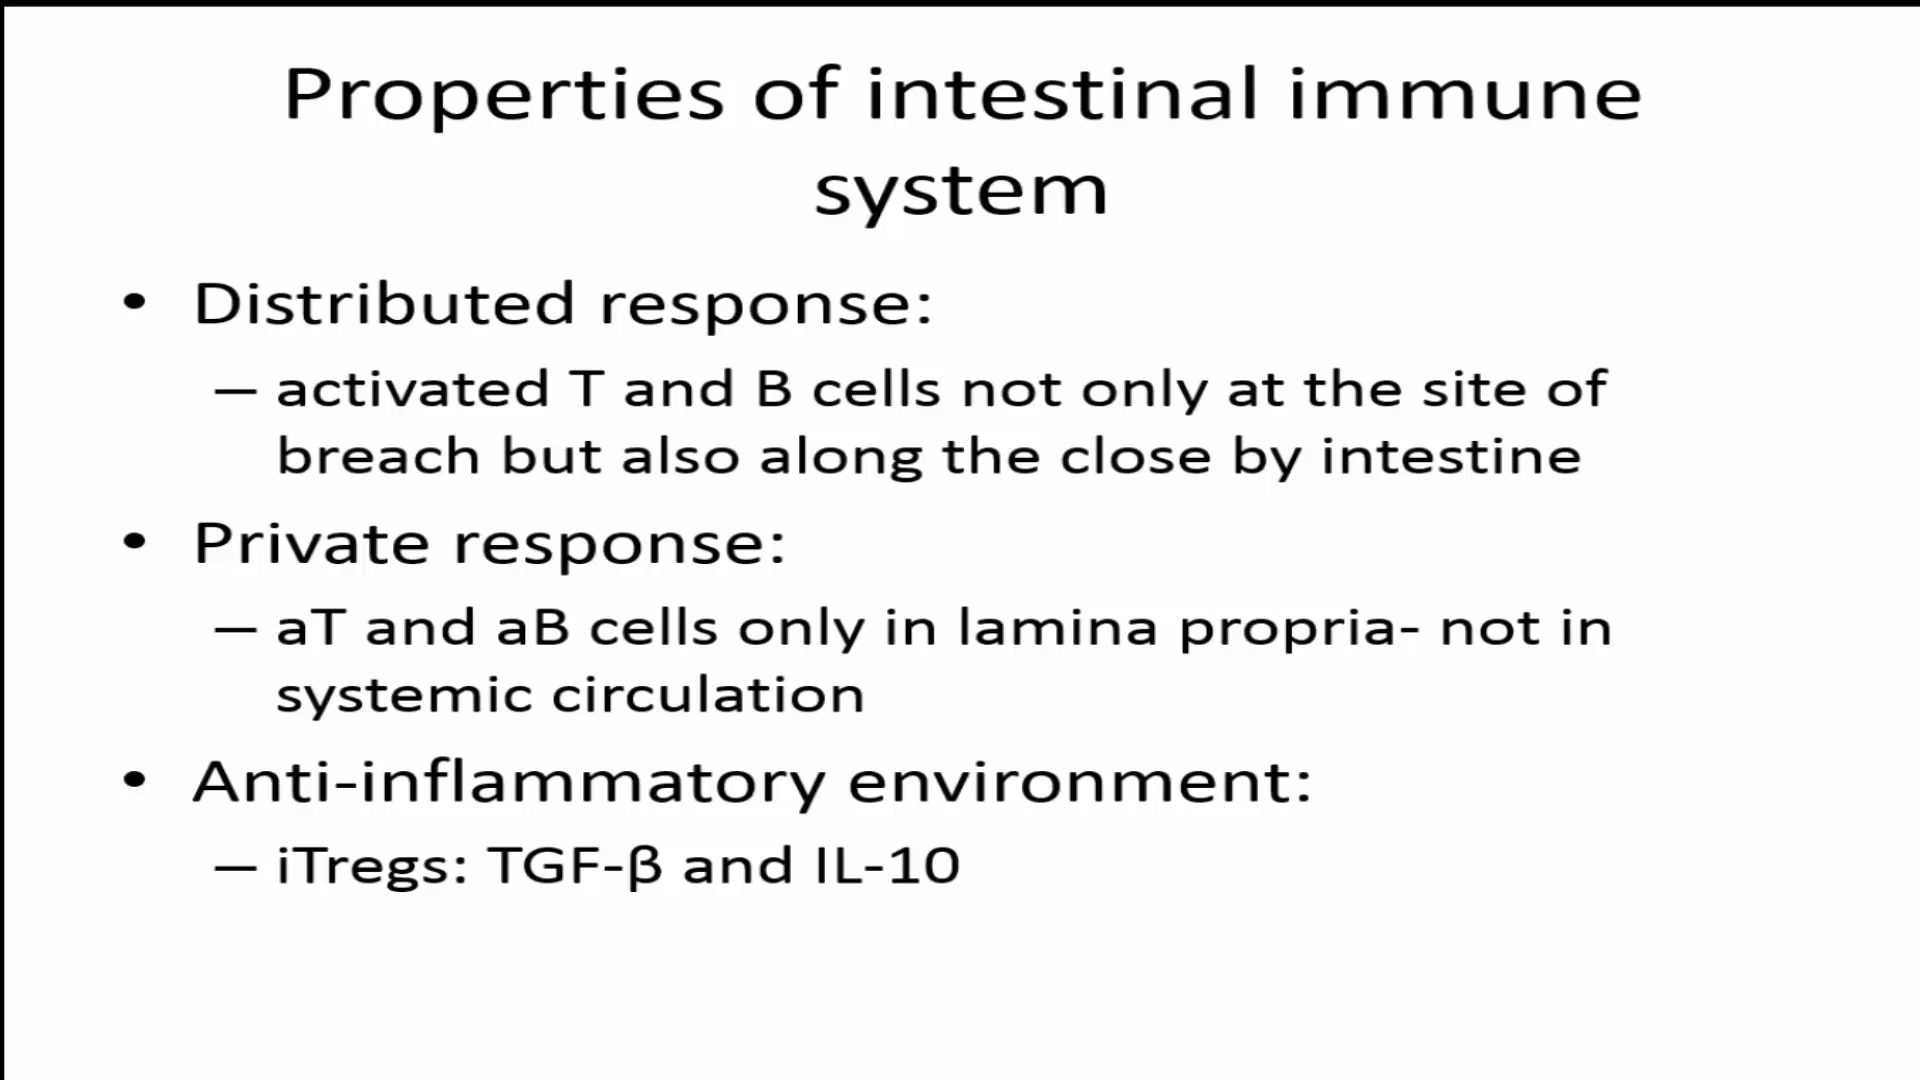 Properties of intestinal immune
system
• Distributed response:
– activated T and B cells not only at the site of
breach but also along the close by intestine
• Private response:
– aT and aB cells only in lamina propria- not in
systemic circulation
• Anti-inflammatory environment:
– iTregs: TGF-β and IL-10